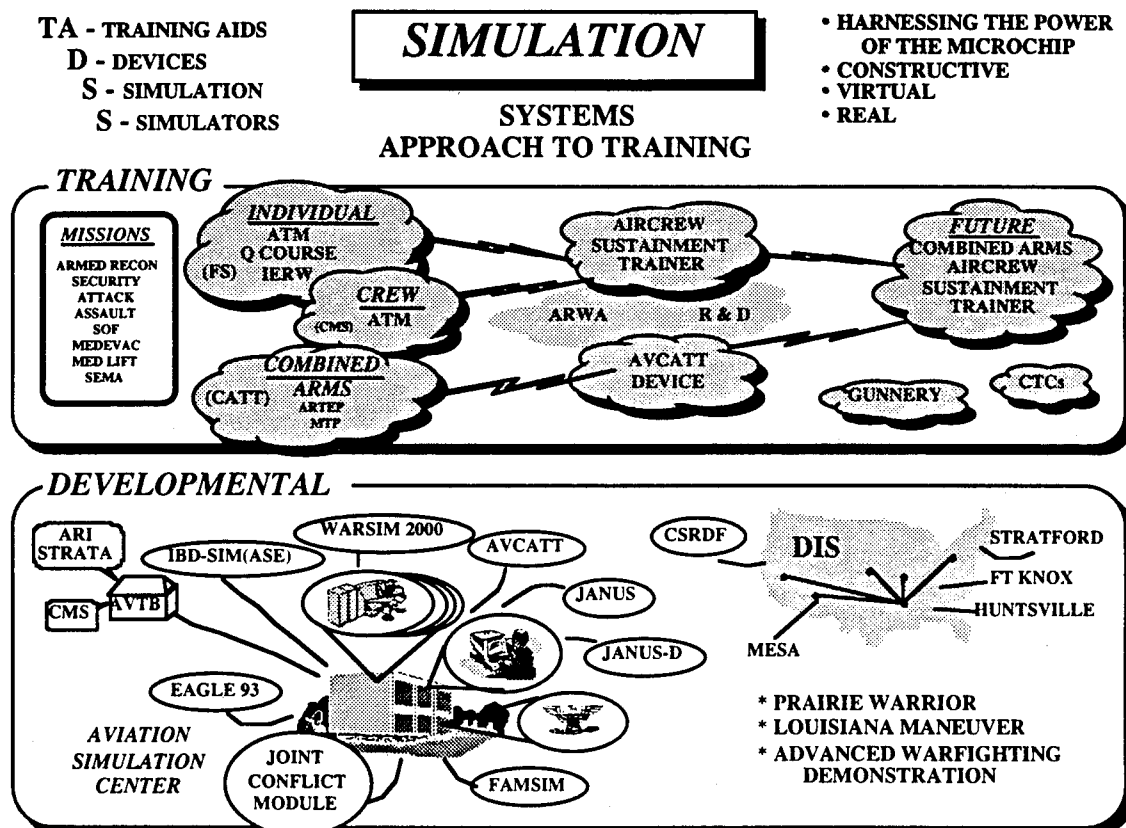 TA - TRAINING AIDS
D - DEVICES
S - SIMULATION
S - SIMULATORS
SIMULATION
SYSTEMS
APPROACH TO TRAINING
• HARNESSING THE POWER
OF THE MICROCHIP
• CONSTRUCTIVE
• VIRTUAL
• REAL
TRAINING
MISSIONS
ARMED RECON
SECURITY
ATTACK
ASSAULT
SOF
MEDEVAC
MED LIFT
SEMA
INDIVIDUAL
ATM
Q COURSE
(FS) IERW
CREW
(CMS) ATM
COMBINED
(CATT) ARMS
ARTEP
MTP
AIRCREW
SUSTAINMENT
TRAINER
ARWA R & D
AVCATT
DEVICE
FUTURE
COMBINED ARMS
AIRCREW
SUSTAINMENT
TRAINER
GUNNERY
CTCs
DEVELOPMENTAL
ARI
STRATA
CMS
AVTB
IBD-SIM(ASE)
WARSIM 2000
AVCATT
JANUS
JANUS-D
EAGLE 93
AVIATION
SIMULATION
CENTER
JOINT
CONFLICT
MODULE
FAMSIM
CSRDF
DIS
STRATFORD
FT KNOX
HUNTSVILLE
MESA
* PRAIRIE WARRIOR
* LOUISIANA MANEUVER
* ADVANCED WARFIGHTING
DEMONSTRATION